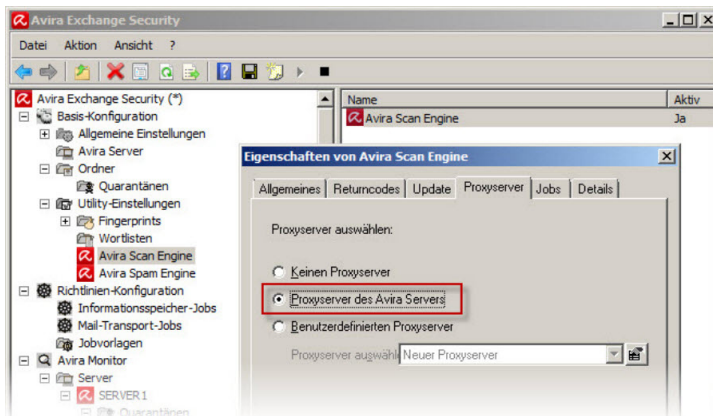 Avira Exchange Security
Datei Aktion Ansicht ?
Avira Exchange Security (*)
Basis-Konfiguration
Allgemeine Einstellungen
Avira Server
Ordner
Quarantänen
Utility-Einstellungen
Fingerprints
Wortlisten
Avira Scan Engine
Avira Spam Engine
Richtlinien-Konfiguration
Informationsspeicher-Jobs
Mail-Transport-Jobs
Jobvorlagen
Avira Monitor
Server
SERVER1
Quarantänen
Name Aktiv
Avira Scan Engine Ja
Eigenschaften von Avira Scan Engine
Allgemeines Returncodes Update Proxyserver Jobs Details
Proxyserver auswählen:
Keinen Proxyserver
Proxyserver des Avira Servers
Benutzerdefinierten Proxyserver
Proxyserver auswähl Neuer Proxyserver